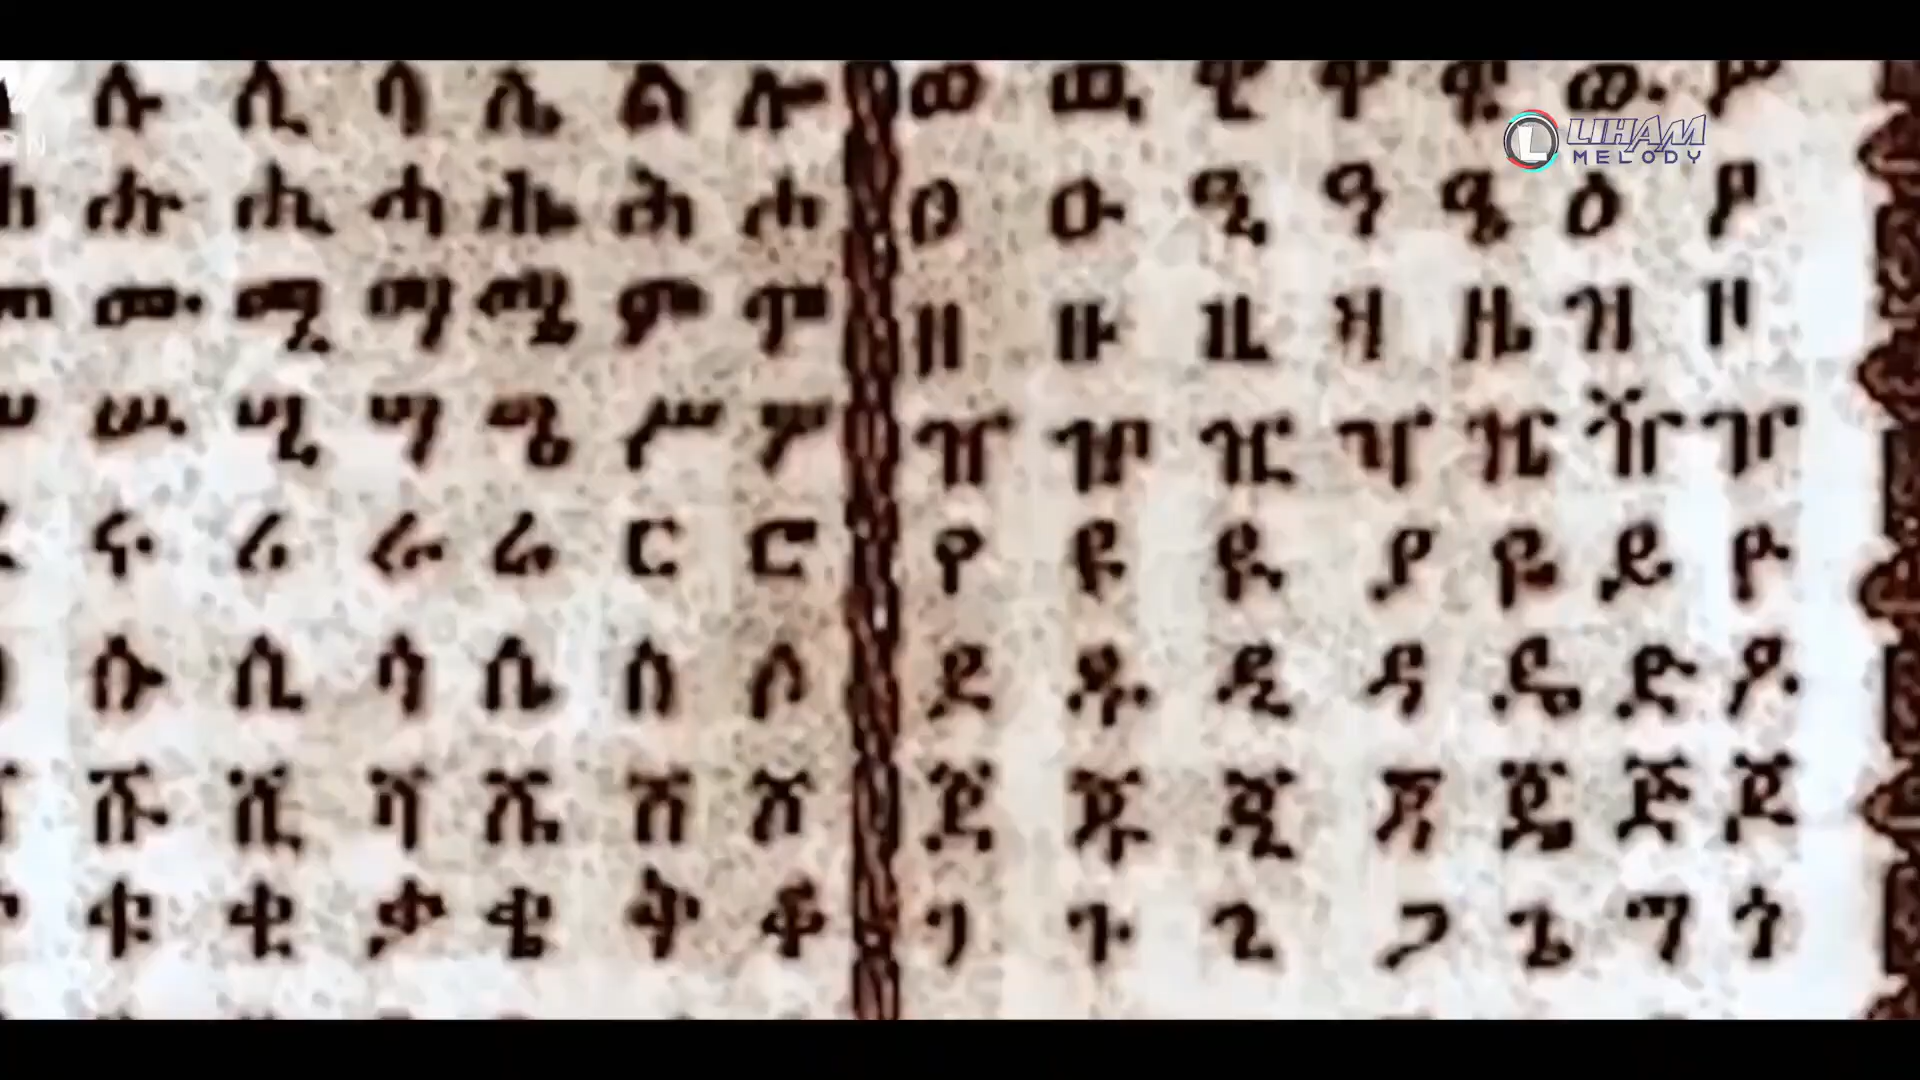 ሉ ሊ ላ ሌ ል ሎ
ሑ ሒ ሓ ሔ ሕ ሖ
ሙ ሚ ማ ሜ ም ሞ
ሡ ሢ ሣ ሤ ሥ ሦ
ሩ ሪ ራ ሬ ር ሮ
ሱ ሲ ሳ ሴ ስ ሶ
ሹ ሺ ሻ ሼ ሽ ሾ
ቁ ቂ ቃ ቄ ቅ ቆ
ወ ዉ ዊ ዋ ዌ ው ዎ
ዐ ዑ ዒ ዓ ዔ ዕ ዖ
ዘ ዙ ዚ ዛ ዜ ዝ ዞ
ዠ ዡ ዢ ዣ ዤ ዥ ዦ
የ ዩ ዪ ያ ዬ ይ ዮ
ደ ዱ ዲ ዳ ዴ ድ ዶ
ጀ ጁ ጂ ጃ ጄ ጅ ጆ
ገ ጉ ጊ ጋ ጌ ግ ጎ
LIHAM
MELODY